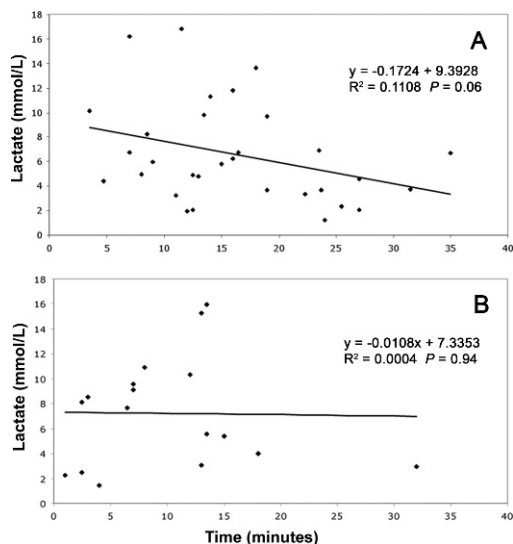 A
y = -0.1724 + 9.3928
R² = 0.1108 P = 0.06
Lactate (mmol/L)
18
16
14
12
10
8
6
4
2
0
0 5 10 15 20 25 30 35 40
B
y = -0.0108x + 7.3353
R² = 0.0004 P = 0.94
Lactate (mmol/L)
18
16
14
12
10
8
6
4
2
0
0 5 10 15 20 25 30 35 40
Time (minutes)